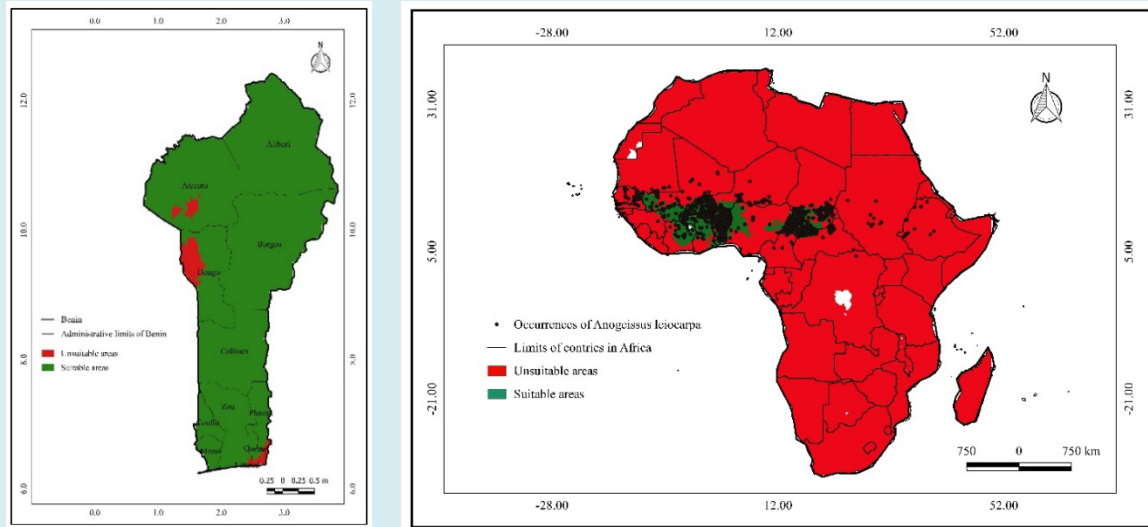 0.0 1.0 2.0 3.0
N
12.0 12.0
Alibori
Atacora
10.0 10.0
Borgou
Donga
Benin
Administrative limits of Benin
Unsuitable areas
Suitable areas
8.0 8.0
Collines
Zou
Mono
0.25 0 0.25 0.5 m
6.0 6.0
0.0 1.0 2.0 3.0
-28.00 12.00 52.00
N
31.00 31.00
5.00 5.00
Occurrences of Anogeissus leiocarpa
Limits of contries in Africa
Unsuitable areas
Suitable areas
-21.00 -21.00
750 0 750 km
-28.00 12.00 52.00